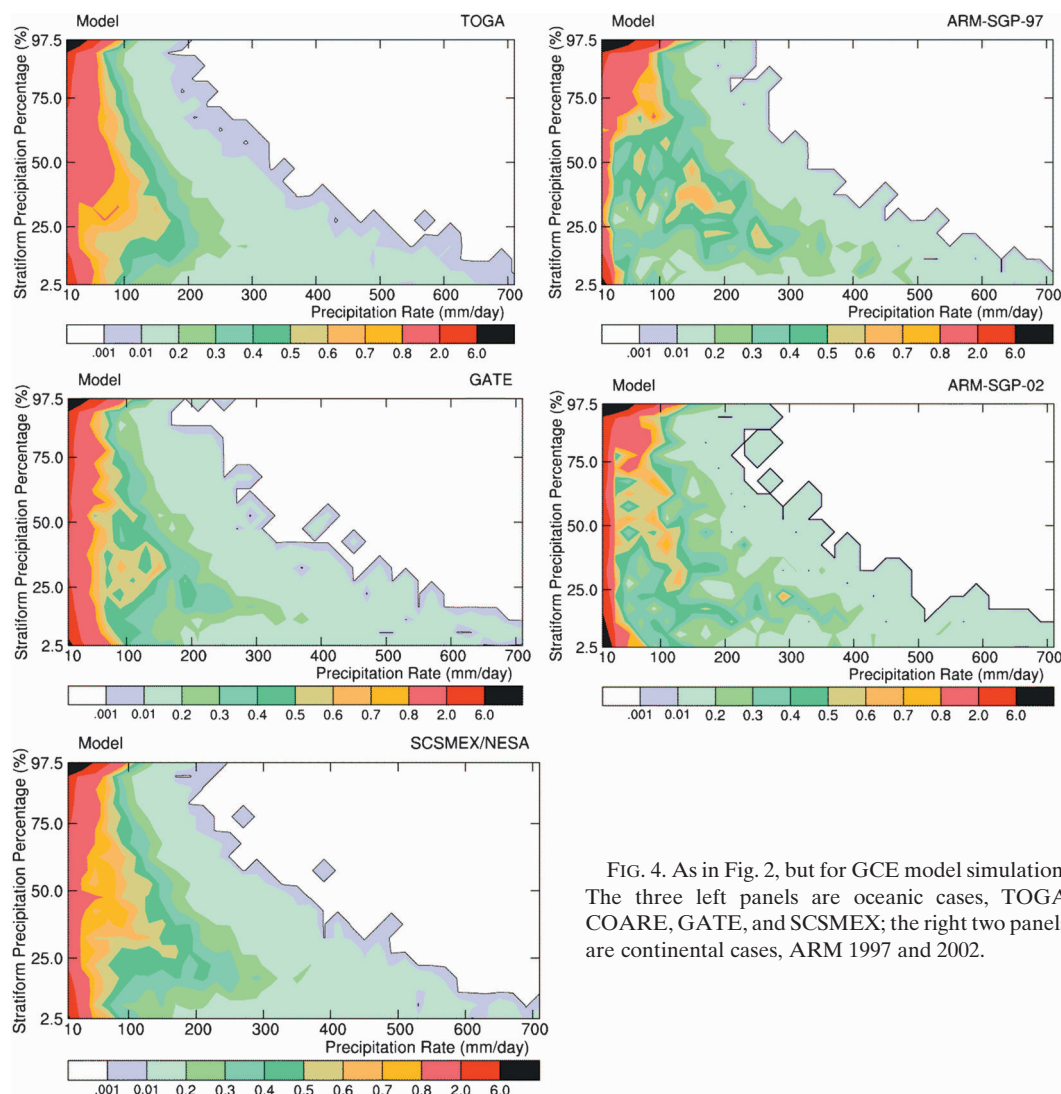 Model TOGA
97.5
75.0
50.0
25.0
2.5
Stratiform Precipitation Percentage (%)
10 100 200 300 400 500 600 700
Precipitation Rate (mm/day)
.001 0.01 0.2 0.3 0.4 0.5 0.6 0.7 0.8 2.0 6.0
Model ARM-SGP-97
97.5
75.0
50.0
25.0
2.5
Stratiform Precipitation Percentage (%)
10 100 200 300 400 500 600 700
Precipitation Rate (mm/day)
.001 0.01 0.2 0.3 0.4 0.5 0.6 0.7 0.8 2.0 6.0
Model GATE
97.5
75.0
50.0
25.0
2.5
Stratiform Precipitation Percentage (%)
10 100 200 300 400 500 600 700
Precipitation Rate (mm/day)
.001 0.01 0.2 0.3 0.4 0.5 0.6 0.7 0.8 2.0 6.0
Model ARM-SGP-02
97.5
75.0
50.0
25.0
2.5
Stratiform Precipitation Percentage (%)
10 100 200 300 400 500 600 700
Precipitation Rate (mm/day)
.001 0.01 0.2 0.3 0.4 0.5 0.6 0.7 0.8 2.0 6.0
Model SCSMEX/NESA
97.5
75.0
50.0
25.0
2.5
Stratiform Precipitation Percentage (%)
10 100 200 300 400 500 600 700
Precipitation Rate (mm/day)
.001 0.01 0.2 0.3 0.4 0.5 0.6 0.7 0.8 2.0 6.0
FIG. 4. As in Fig. 2, but for GCE model simulation
The three left panels are oceanic cases, TOGA
COARE, GATE, and SCSMEX; the right two panel
are continental cases, ARM 1997 and 2002.